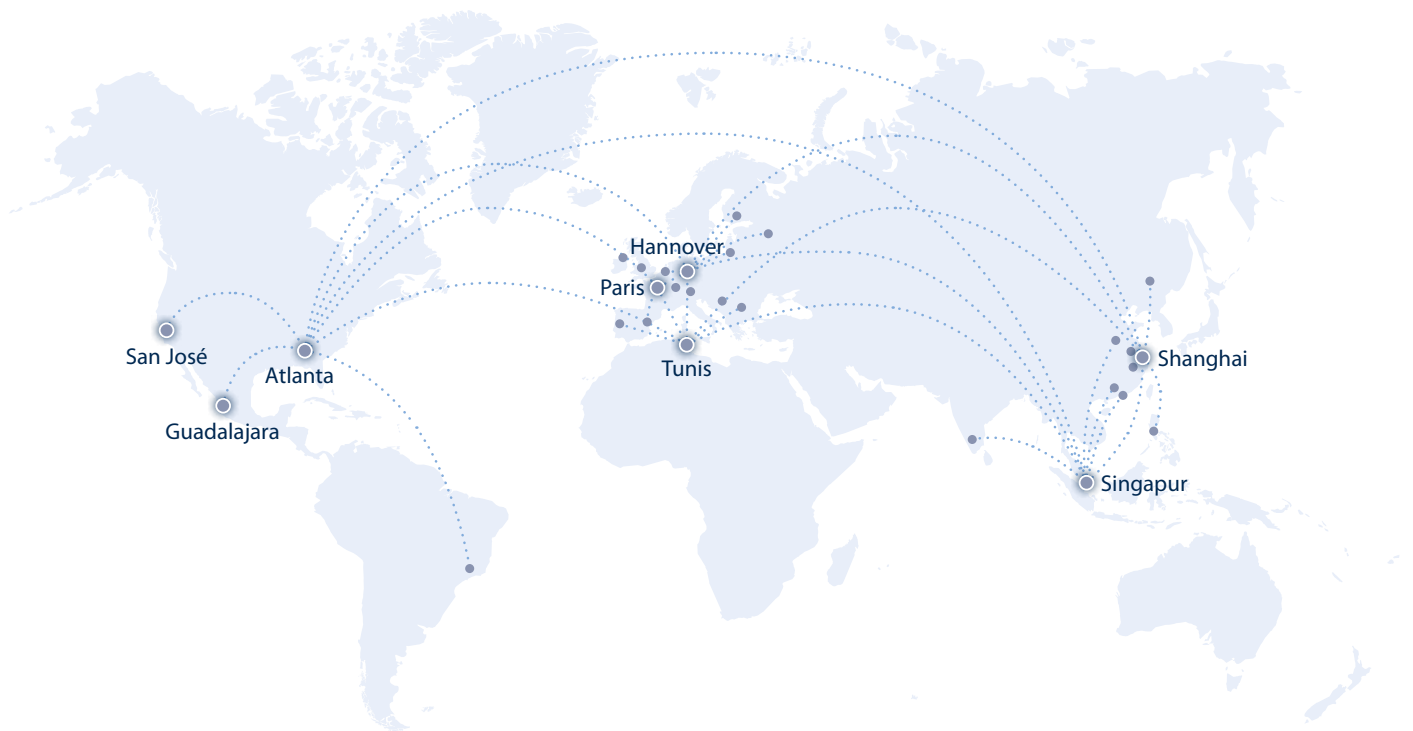 Hannover
Paris
San José
Atlanta
Tunis
Shanghai
Guadalajara
Singapur